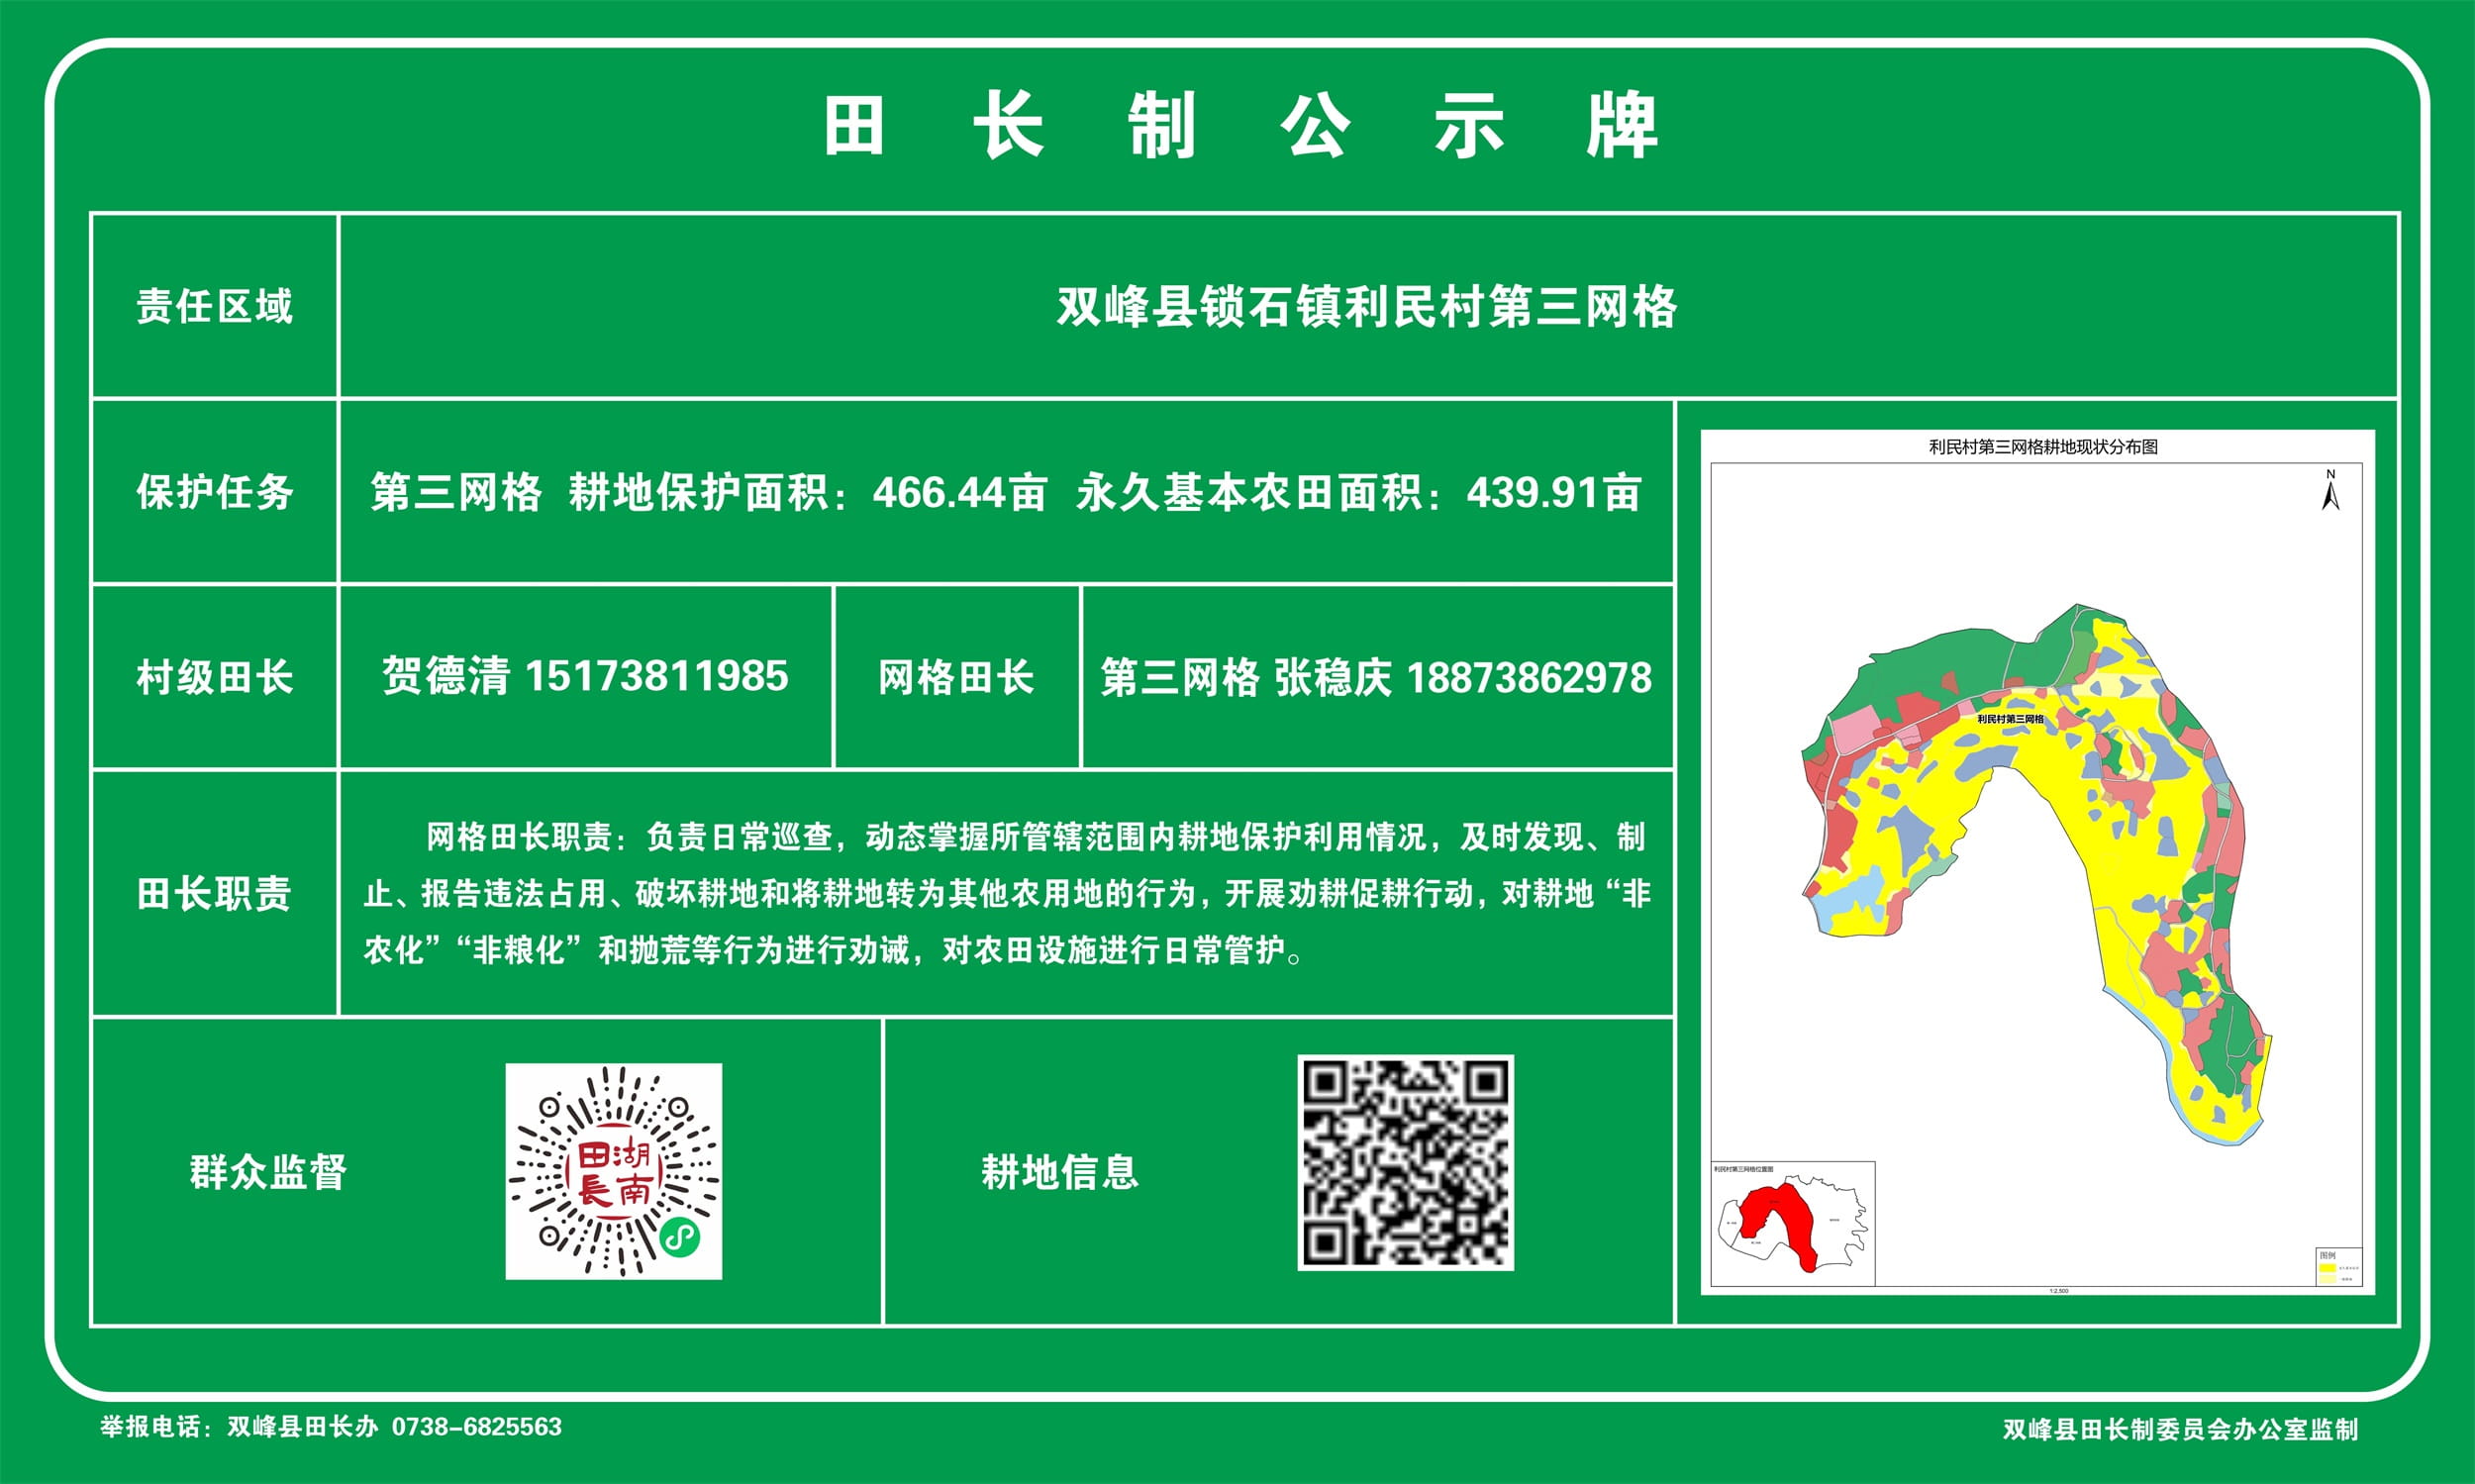 田长制公示牌
责任区域
双峰县锁石镇利民村第三网格
保护任务
第三网格 耕地保护面积：466.44亩 永久基本农田面积：439.91亩
村级田长
贺德清 15173811985
网格田长
第三网格 张稳庆 18873862978
田长职责
网格田长职责：负责日常巡查，动态掌握所管辖范围内耕地保护利用情况，及时发现、制
止、报告违法占用、破坏耕地和将耕地转为其他农用地的行为，开展劝耕促耕行动，对耕地“非
农化”“非粮化”和抛荒等行为进行劝诫，对农田设施进行日常管护。
群众监督
田湖
長南
耕地信息
利民村第三网格耕地现状分布图
N
利民村第三网格
利民村第三网格位置图
图例
1:2,500
举报电话：双峰县田长办 0738-6825563
双峰县田长制委员会办公室监制